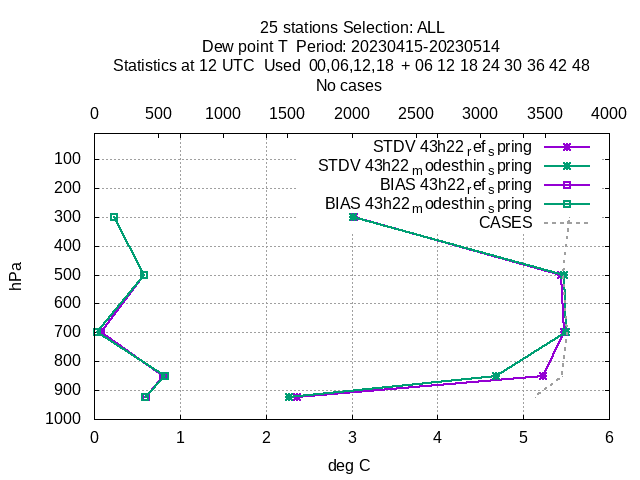 25 stations Selection: ALL
Dew point T  Period: 20230415-20230514
Statistics at 12 UTC  Used  00,06,12,18  + 06 12 18 24 30 36 42 48
No cases
0 500 1000 1500 2000 2500 3000 3500 4000
STDV 43h22_ref_spring
STDV 43h22_modesthin_spring
BIAS 43h22_ref_spring
BIAS 43h22_modesthin_spring
CASES
100
200
300
400
500
600
700
800
900
1000
hPa
0 1 2 3 4 5 6
deg C